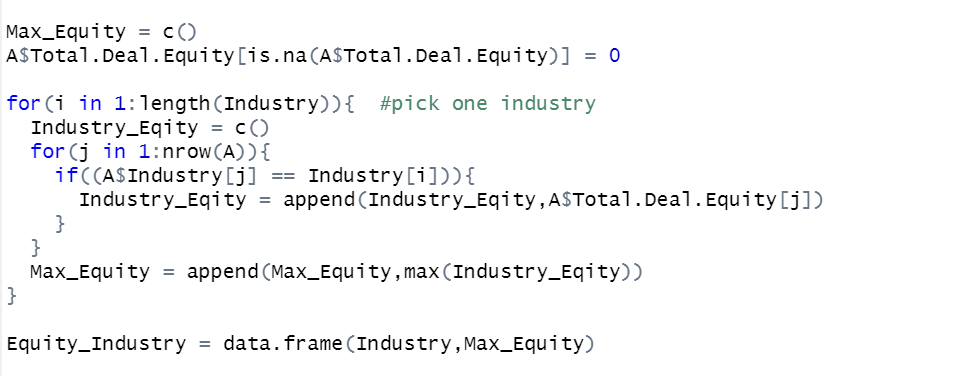 Max_Equity = c()
A$Total.Deal.Equity[is.na(A$Total.Deal.Equity)] = 0
for(i in 1:length(Industry)){  #pick one industry
  Industry_Eqity = c()
  for(j in 1:nrow(A)){
    if((A$Industry[j] == Industry[i])){
      Industry_Eqity = append(Industry_Eqity,A$Total.Deal.Equity[j])
    }
  }
  Max_Equity = append(Max_Equity,max(Industry_Eqity))
}
Equity_Industry = data.frame(Industry,Max_Equity)